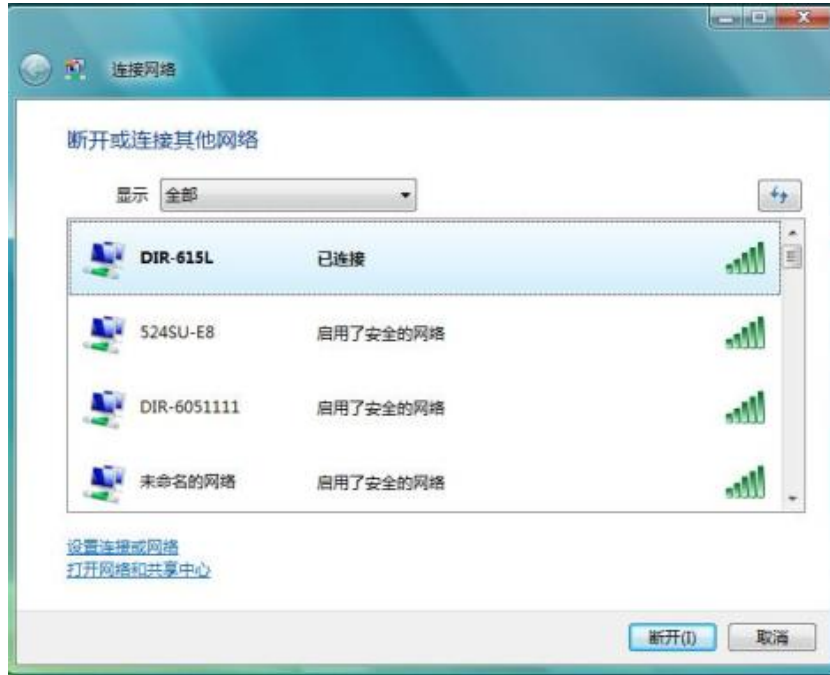 连接网络
断开或连接其他网络
显示 全部
DIR-615L 已连接
524SU-E8 启用了安全的网络
DIR-6051111 启用了安全的网络
未命名的网络 启用了安全的网络
设置连接或网络
打开网络和共享中心
断开(I) 取消